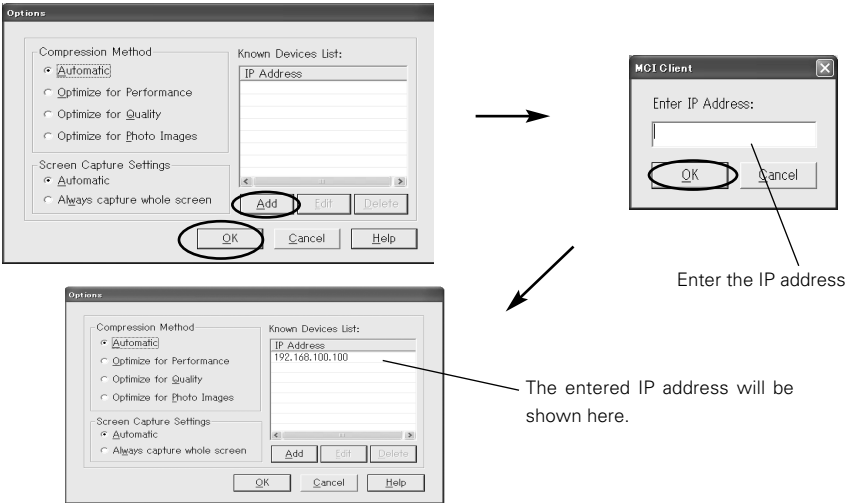 Options
Compression Method
Automatic
Optimize for Performance
Optimize for Quality
Optimize for Photo Images
Screen Capture Settings
Automatic
Always capture whole screen
Known Devices List:
IP Address
Add Edit Delete
OK Cancel Help
MCI Client
Enter IP Address:
OK Cancel
Enter the IP address
Options
Compression Method
Automatic
Optimize for Performance
Optimize for Quality
Optimize for Photo Images
Screen Capture Settings
Automatic
Always capture whole screen
Known Devices List:
IP Address
192.168.100.100
Add Edit Delete
OK Cancel Help
The entered IP address will be
shown here.